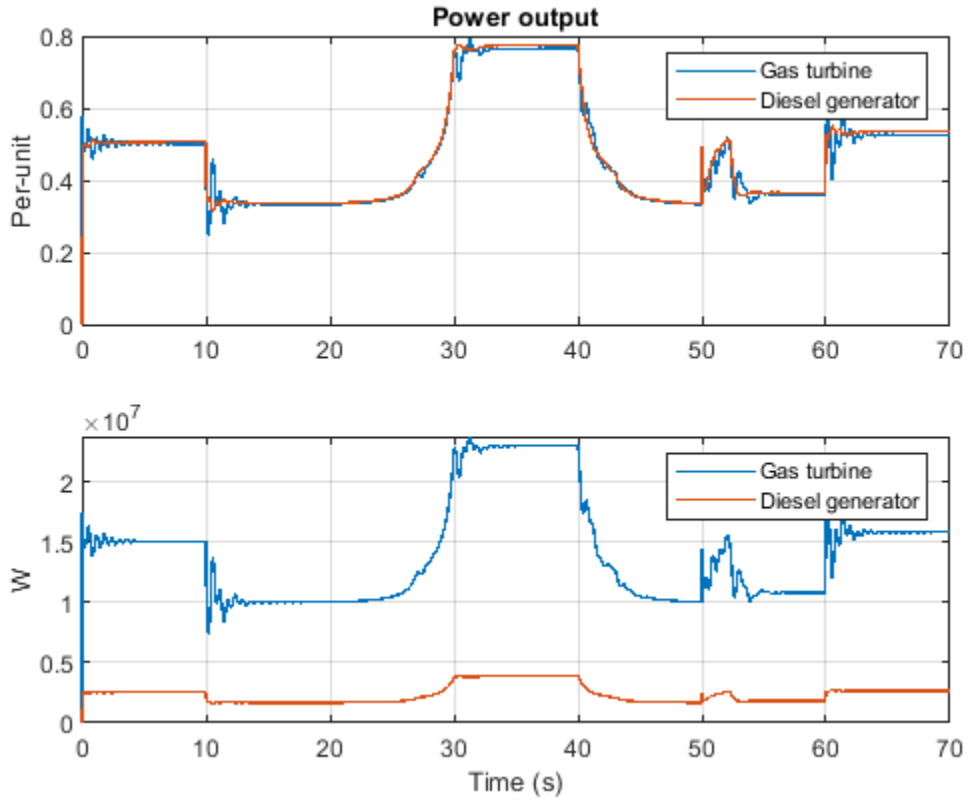 Power output
0.8
0.6
0.4
0.2
0
Per-unit
Gas turbine
Diesel generator
0 10 20 30 40 50 60 70
×10⁷
2
1.5
1
0.5
0
W
Gas turbine
Diesel generator
0 10 20 30 40 50 60 70
Time (s)